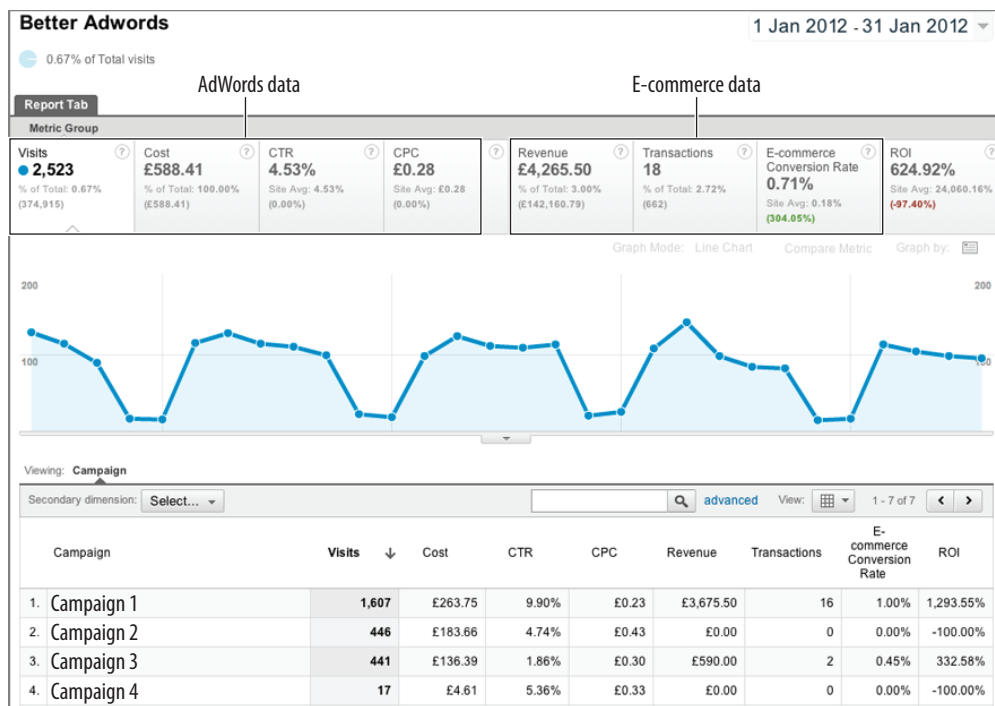 Better Adwords
1 Jan 2012 - 31 Jan 2012
0.67% of Total visits
AdWords data
E-commerce data
Report Tab
Metric Group
Visits ? Cost ? CTR ? CPC ? Revenue ? Transactions ? E-commerce ? ROI ?
Conversion Rate
2,523 £588.41 4.53% £0.28 £4,265.50 18 0.71% 624.92%
% of Total: 0.67% % of Total: 100.00% Site Avg: 4.53% Site Avg: £0.28 % of Total: 3.00% % of Total: 2.72% Site Avg: 0.18% Site Avg: 24,060.16%
(374,915) (£588.41) (0.00%) (0.00%) (£142,160.79) (662) (304.05%) (-97.40%)
Graph Mode: Line Chart Compare Metric Graph by:
200 200
100
Viewing: Campaign
Secondary dimension: Select... advanced View: 1 - 7 of 7
Campaign Visits Cost CTR CPC Revenue Transactions E-
commerce
Conversion
Rate ROI
1. Campaign 1 1,607 £263.75 9.90% £0.23 £3,675.50 16 1.00% 1,293.55%
2. Campaign 2 446 £183.66 4.74% £0.43 £0.00 0 0.00% -100.00%
3. Campaign 3 441 £136.39 1.86% £0.30 £590.00 2 0.45% 332.58%
4. Campaign 4 17 £4.61 5.36% £0.33 £0.00 0 0.00% -100.00%